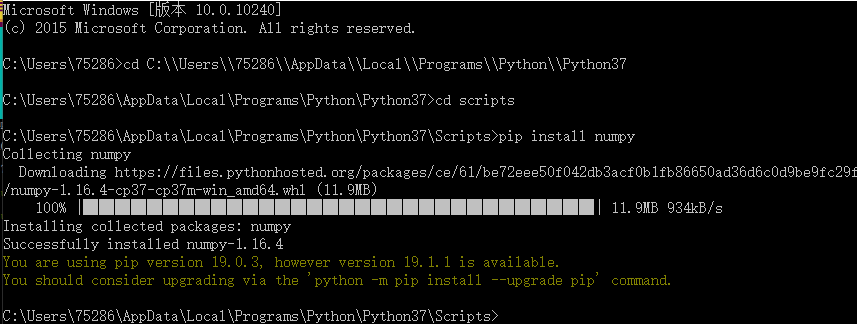 Microsoft Windows [版本 10.0.10240]
(c) 2015 Microsoft Corporation. All rights reserved.
C:\Users\75286>cd C:\\Users\\75286\\AppData\\Local\\Programs\\Python\\Python37
C:\Users\75286\AppData\Local\Programs\Python\Python37>cd scripts
C:\Users\75286\AppData\Local\Programs\Python\Python37\Scripts>pip install numpy
Collecting numpy
  Downloading https://files.pythonhosted.org/packages/ce/61/be72eee50f042db3acf0b1fb86650ad36d6c0d9be9fc29f
/numpy-1.16.4-cp37-cp37m-win_amd64.whl (11.9MB)
    100% |████████████████████████████████| 11.9MB 934kB/s
Installing collected packages: numpy
Successfully installed numpy-1.16.4
You are using pip version 19.0.3, however version 19.1.1 is available.
You should consider upgrading via the 'python -m pip install --upgrade pip' command.
C:\Users\75286\AppData\Local\Programs\Python\Python37\Scripts>